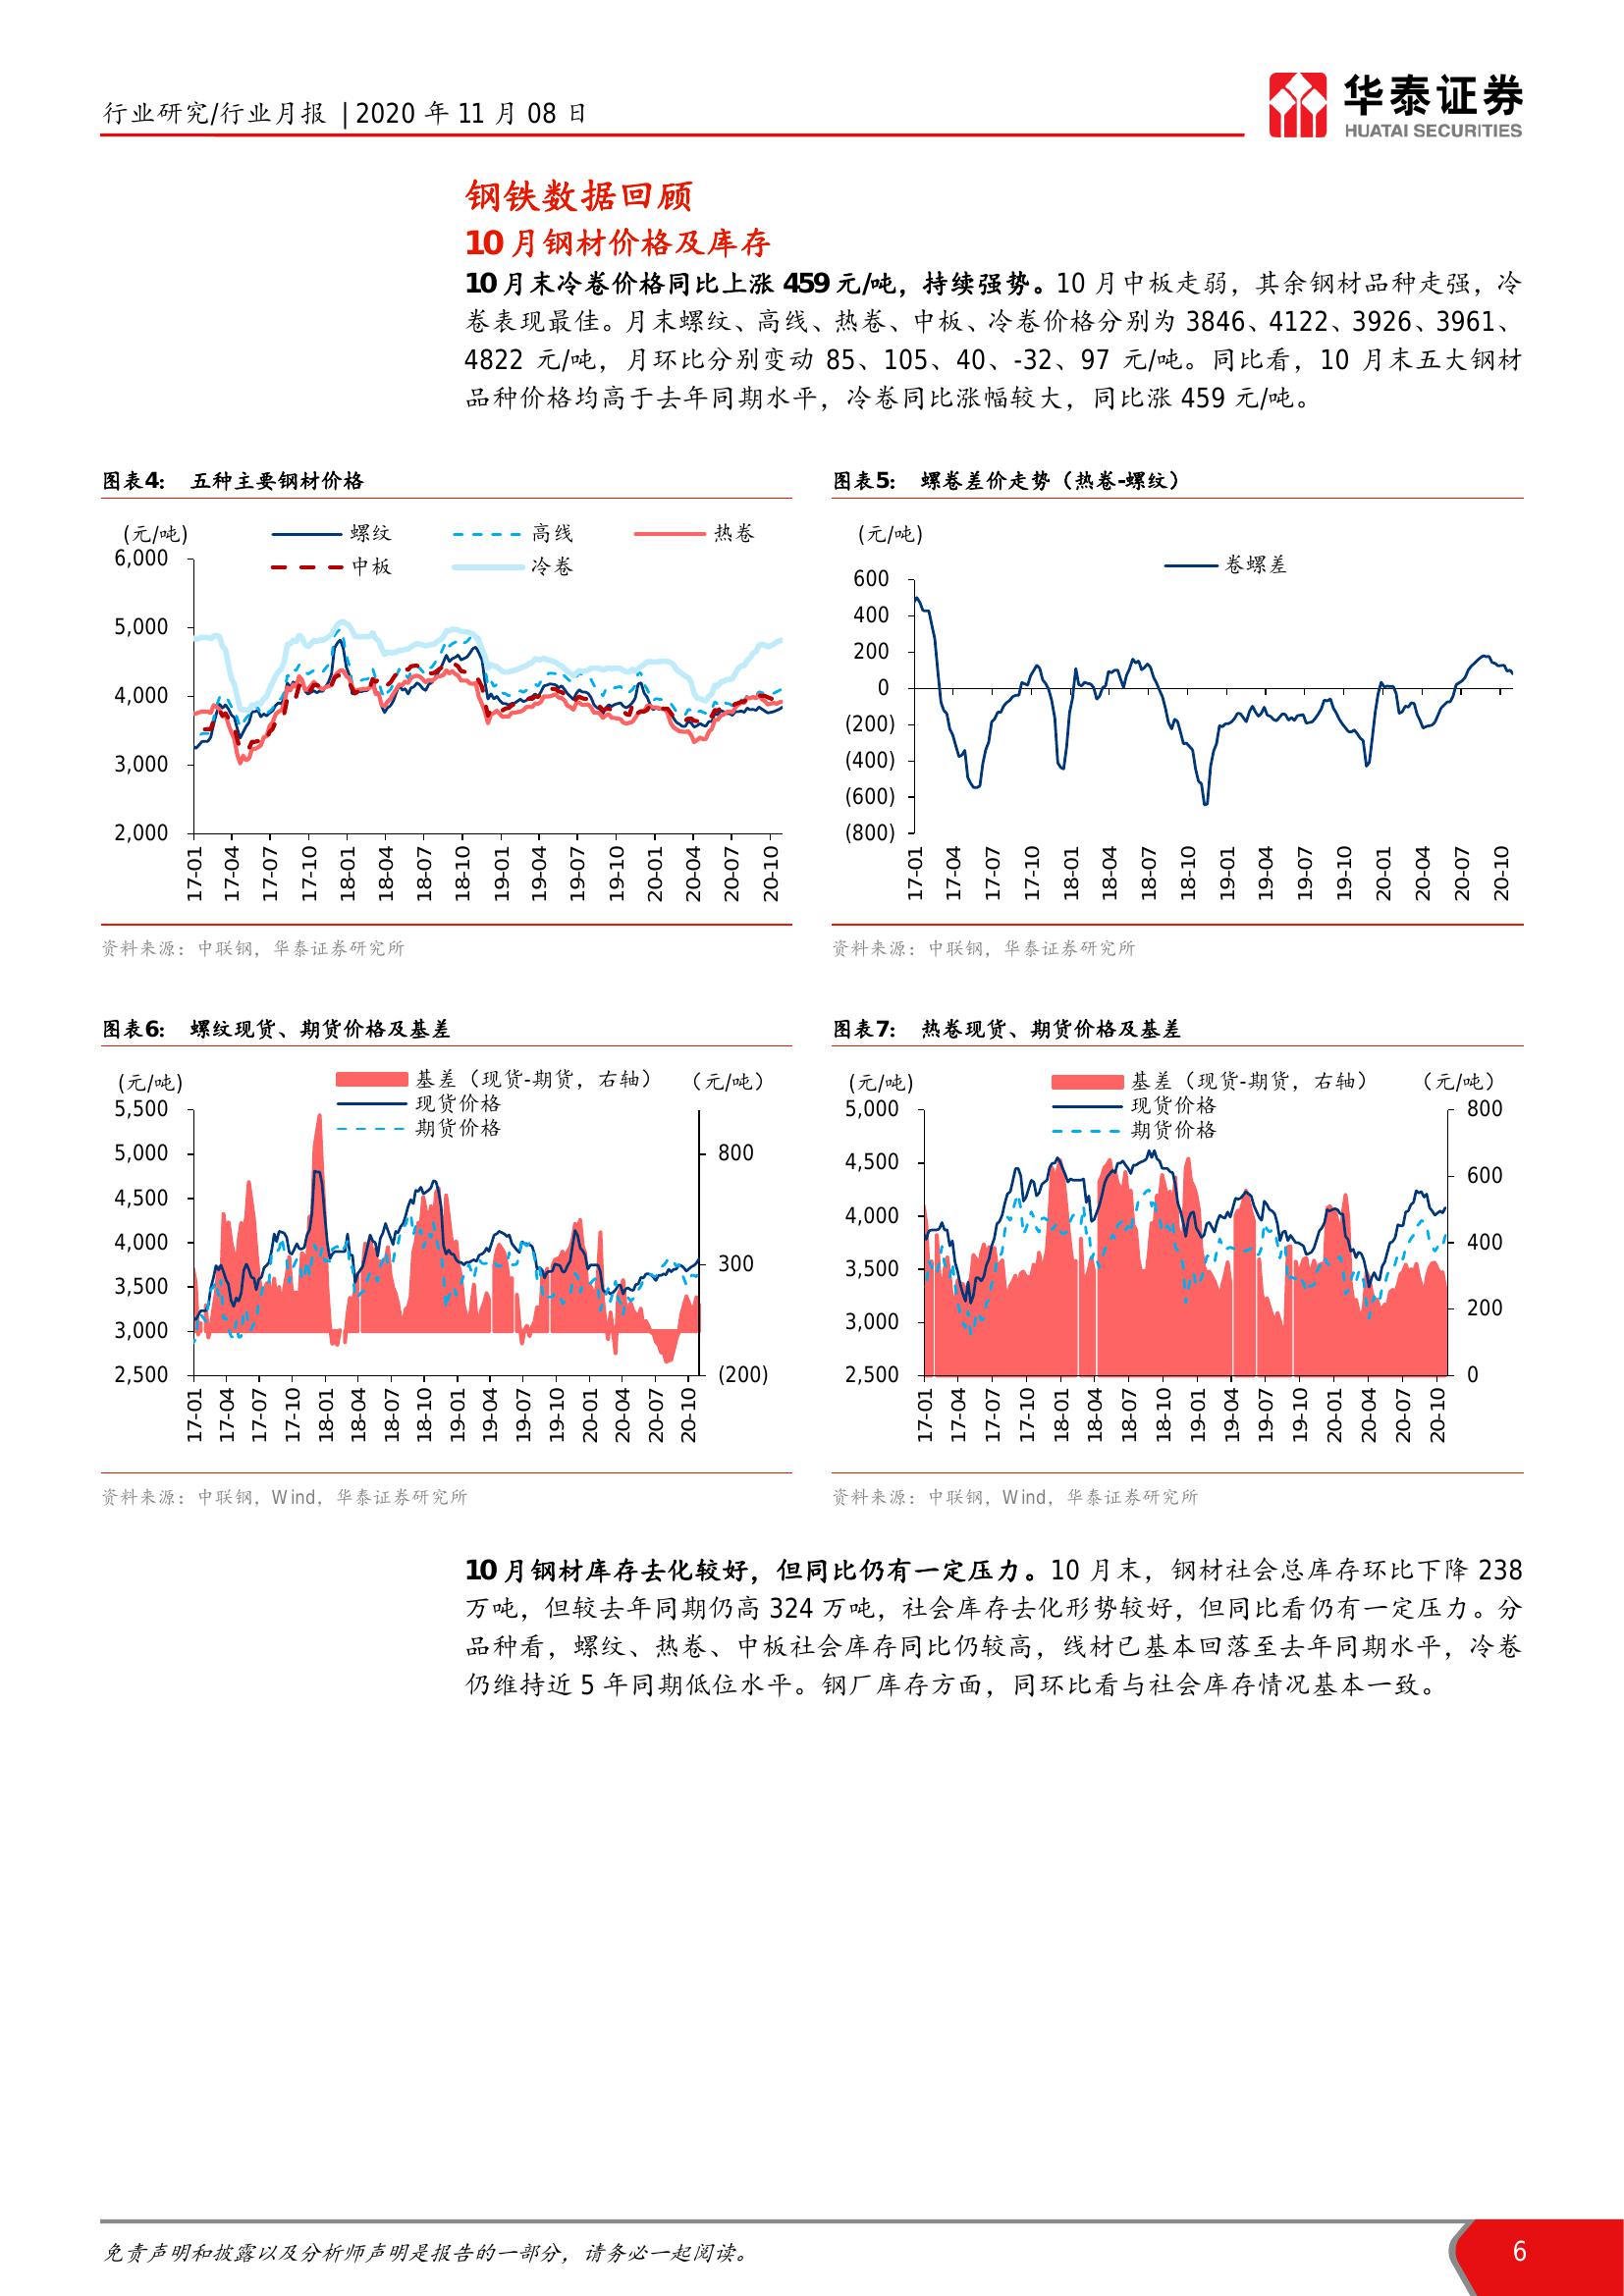 行业研究/行业月报 | 2020 年 11 月 08 日
华泰证券
HUATAI SECURITIES
钢铁数据回顾
10 月钢材价格及库存
10 月末冷卷价格同比上涨 459 元/吨，持续强势。10 月中板走弱，其余钢材品种走强，冷
卷表现最佳。月末螺纹、高线、热卷、中板、冷卷价格分别为 3846、4122、3926、3961、
4822 元/吨，月环比分别变动 85、105、40、-32、97 元/吨。同比看，10 月末五大钢材
品种价格均高于去年同期水平，冷卷同比涨幅较大，同比涨 459 元/吨。
图表4： 五种主要钢材价格
(元/吨)
螺纹 高线 热卷
中板 冷卷
6,000
5,000
4,000
3,000
2,000
17-01 17-04 17-07 17-10 18-01 18-04 18-07 18-10 19-01 19-04 19-07 19-10 20-01 20-04 20-07 20-10
资料来源：中联钢，华泰证券研究所
图表5： 螺卷差价走势（热卷-螺纹）
(元/吨)
卷螺差
600
400
200
0
(200)
(400)
(600)
(800)
17-01 17-04 17-07 17-10 18-01 18-04 18-07 18-10 19-01 19-04 19-07 19-10 20-01 20-04 20-07 20-10
资料来源：中联钢，华泰证券研究所
图表6： 螺纹现货、期货价格及基差
(元/吨) 基差（现货-期货，右轴） （元/吨）
现货价格
期货价格
5,500
5,000 800
4,500
4,000
300
3,500
3,000
2,500 (200)
17-01 17-04 17-07 17-10 18-01 18-04 18-07 18-10 19-01 19-04 19-07 19-10 20-01 20-04 20-07 20-10
资料来源：中联钢，Wind，华泰证券研究所
图表7： 热卷现货、期货价格及基差
(元/吨) 基差（现货-期货，右轴） （元/吨）
现货价格
期货价格
5,000 800
4,500
600
4,000
400
3,500
200
3,000
2,500 0
17-01 17-04 17-07 17-10 18-01 18-04 18-07 18-10 19-01 19-04 19-07 19-10 20-01 20-04 20-07 20-10
资料来源：中联钢，Wind，华泰证券研究所
10 月钢材库存去化较好，但同比仍有一定压力。10 月末，钢材社会总库存环比下降 238
万吨，但较去年同期仍高 324 万吨，社会库存去化形势较好，但同比看仍有一定压力。分
品种看，螺纹、热卷、中板社会库存同比仍较高，线材已基本回落至去年同期水平，冷卷
仍维持近 5 年同期低位水平。钢厂库存方面，同环比看与社会库存情况基本一致。
免责声明和披露以及分析师声明是报告的一部分，请务必一起阅读。
6